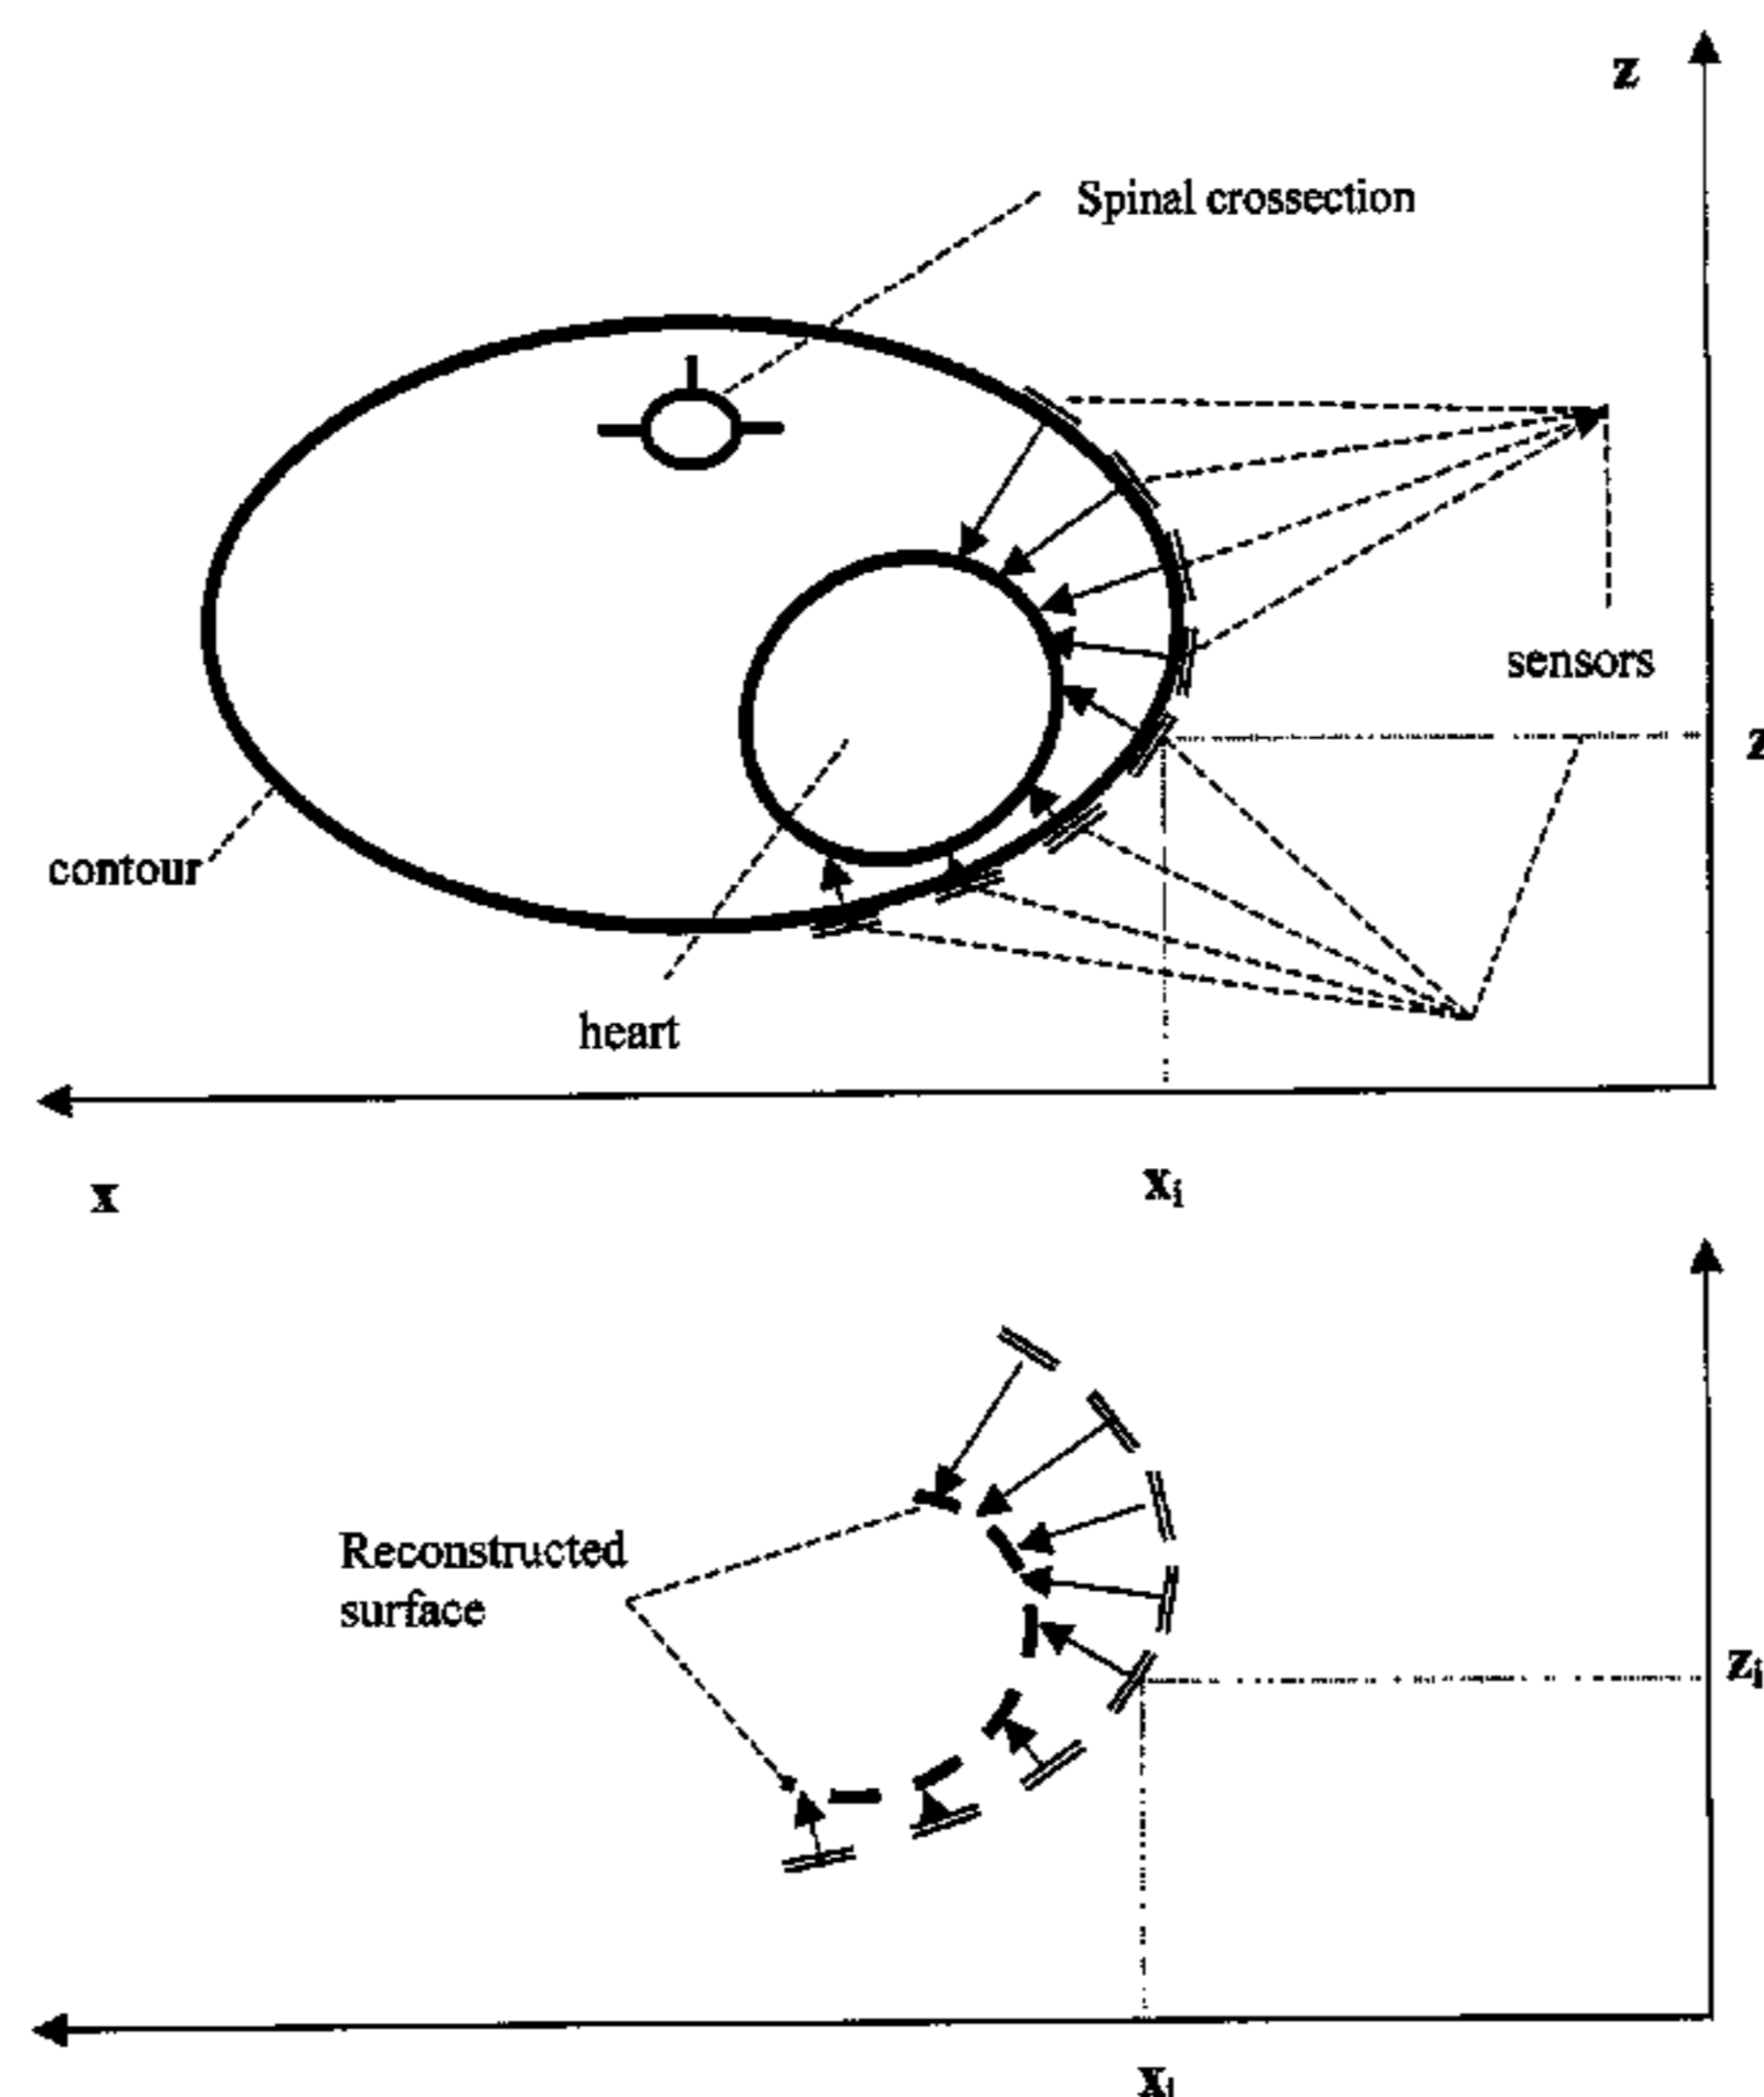 z
Spinal crossection
sensors
z
contour
heart
x
xᵢ
Reconstructed
surface
zᵢ
xᵢ